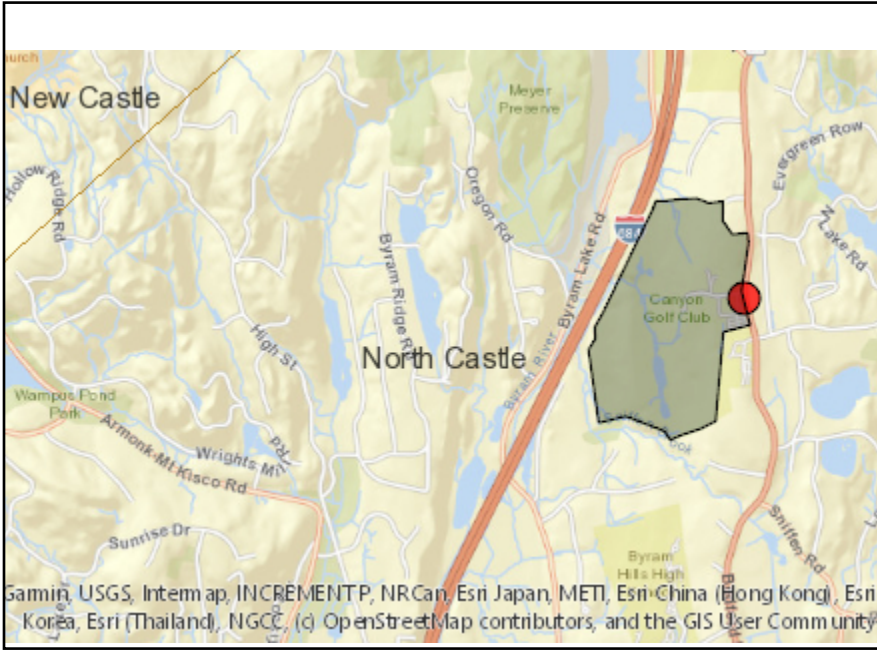 urch
New Castle
Meyer
Preserve
Evergreen Row
Hollow Ridge Rd
Oregon Rd
N Lake Rd
684
Byram Lake Rd
Byram Ridge Rd
Canyon
Golf Club
High St
North Castle
Byram River
Wampus Pond
Park
Armonk Mt Kisco Rd
Wrights Mill
Rd
Brook
Sunrise Dr
Sniffen Rd
Byram
Hills High
Garmin, USGS, Intermap, INCREMENT P, NRCan, Esri Japan, METI, Esri China (Hong Kong), Esri
Korea, Esri (Thailand), NGCC, (c) OpenStreetMap contributors, and the GIS User Community